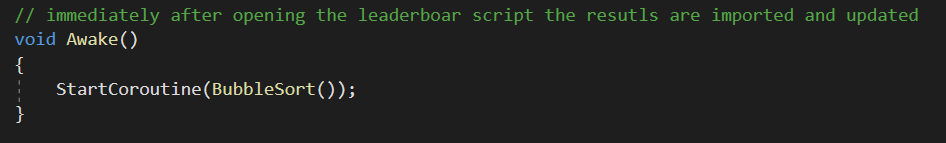 // immediately after opening the leaderboar script the resutls are imported and updated
void Awake()
{
    StartCoroutine(BubbleSort());
}